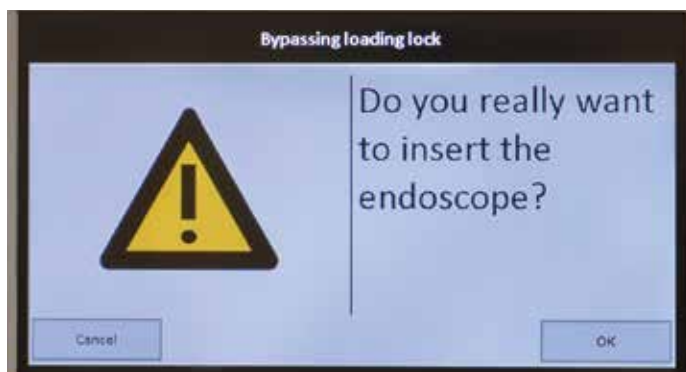 Bypassing loading lock
Do you really want
to insert the
endoscope?
Cancel
OK